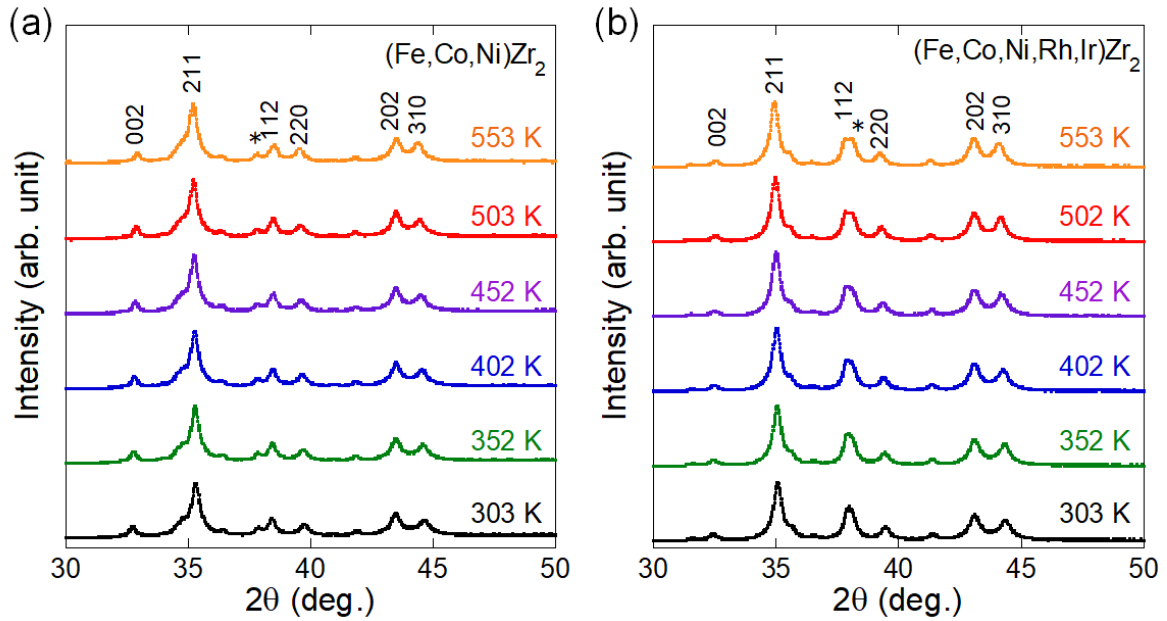 (a)
(Fe,Co,Ni)Zr₂
002
211
*
112
220
202
310
553 K
503 K
452 K
402 K
352 K
303 K
Intensity (arb. unit)
30
35
40
45
50
2θ (deg.)
(b)
(Fe,Co,Ni,Rh,Ir)Zr₂
002
211
112
*
220
202
310
553 K
502 K
452 K
402 K
352 K
303 K
Intensity (arb. unit)
30
35
40
45
50
2θ (deg.)